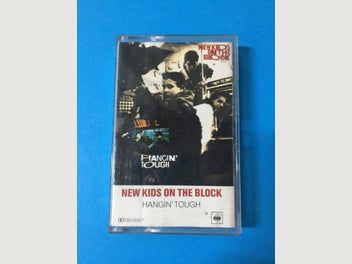 NEW KIDS
ON THE
BLOCK
HANGIN'
TOUGH
NEW KIDS ON THE BLOCK
HANGIN' TOUGH